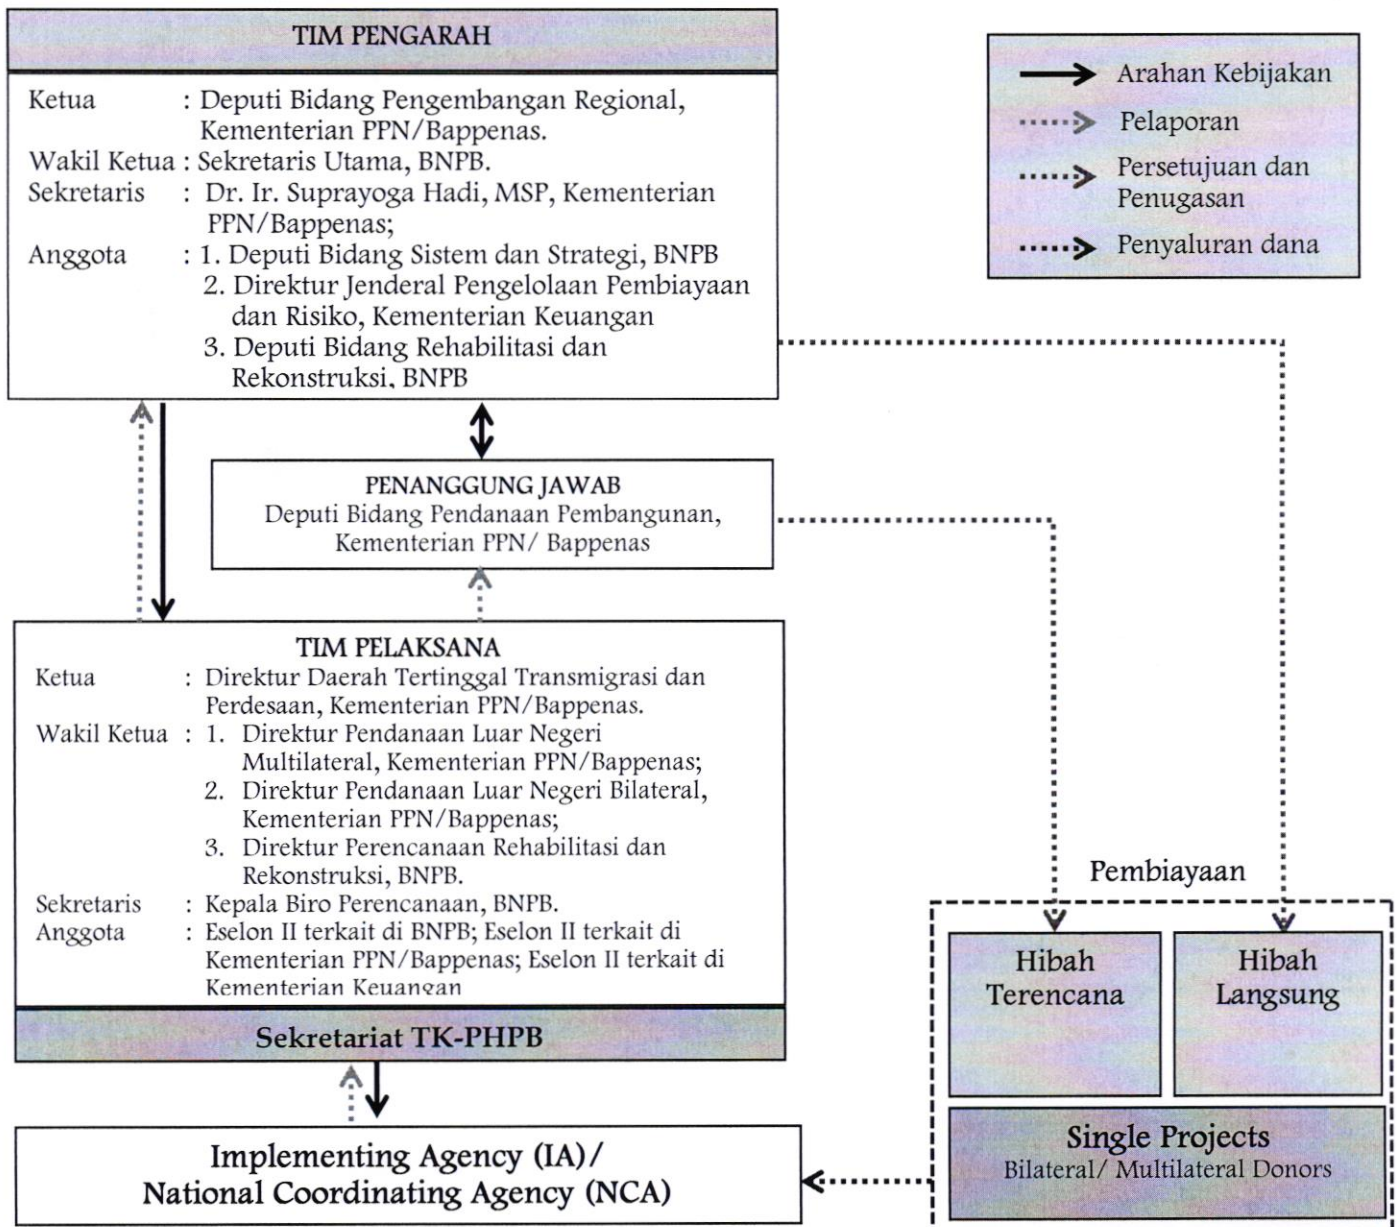 TIM PENGARAH
Ketua : Deputi Bidang Pengembangan Regional,
Kementerian PPN/Bappenas.
Wakil Ketua : Sekretaris Utama, BNPB.
Sekretaris : Dr. Ir. Suprayoga Hadi, MSP, Kementerian
PPN/Bappenas;
Anggota : 1. Deputi Bidang Sistem dan Strategi, BNPB
2. Direktur Jenderal Pengelolaan Pembiayaan
dan Risiko, Kementerian Keuangan
3. Deputi Bidang Rehabilitasi dan
Rekonstruksi, BNPB
Arahan Kebijakan
Pelaporan
Persetujuan dan
Penugasan
Penyaluran dana
PENANGGUNG JAWAB
Deputi Bidang Pendanaan Pembangunan,
Kementerian PPN/ Bappenas
TIM PELAKSANA
Ketua : Direktur Daerah Tertinggal Transmigrasi dan
Perdesaan, Kementerian PPN/Bappenas.
Wakil Ketua : 1. Direktur Pendanaan Luar Negeri
Multilateral, Kementerian PPN/Bappenas;
2. Direktur Pendanaan Luar Negeri Bilateral,
Kementerian PPN/Bappenas;
3. Direktur Perencanaan Rehabilitasi dan
Rekonstruksi, BNPB.
Sekretaris : Kepala Biro Perencanaan, BNPB.
Anggota : Eselon II terkait di BNPB; Eselon II terkait di
Kementerian PPN/Bappenas; Eselon II terkait di
Kementerian Keuangan
Sekretariat TK-PHPB
Implementing Agency (IA)/
National Coordinating Agency (NCA)
Pembiayaan
Hibah
Terencana
Hibah
Langsung
Single Projects
Bilateral/ Multilateral Donors